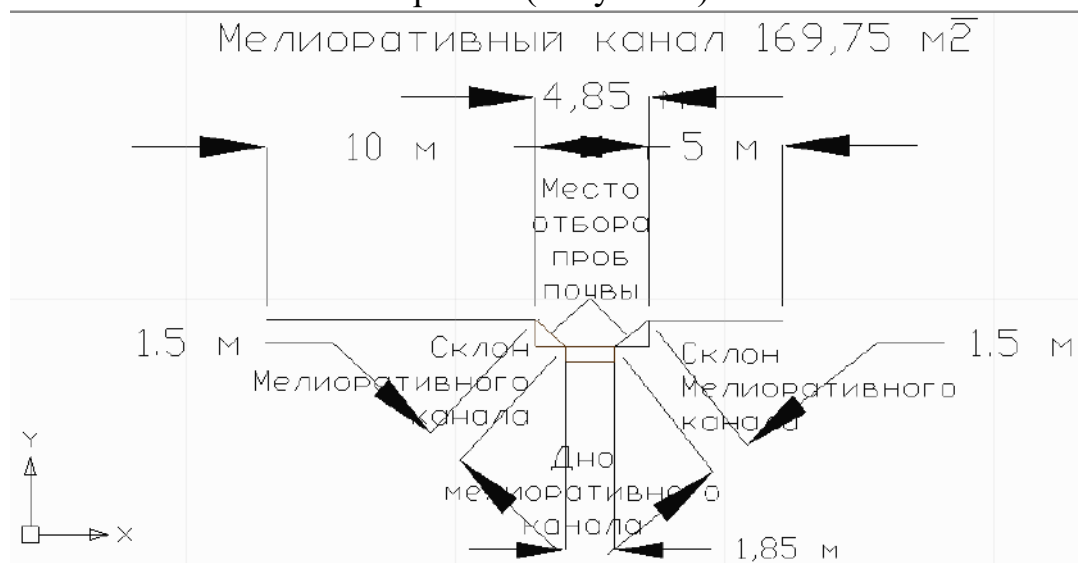 Мелиоративный канал 169,75 м2
4,85 м
10 м
5 м
Место
отбора
проб
почвы
1.5 м
Склон
Мелиоративного
канала
Склон
Мелиоративного
канала
1.5 м
Дно
мелиоративного
канала
1,85 м
Y
X